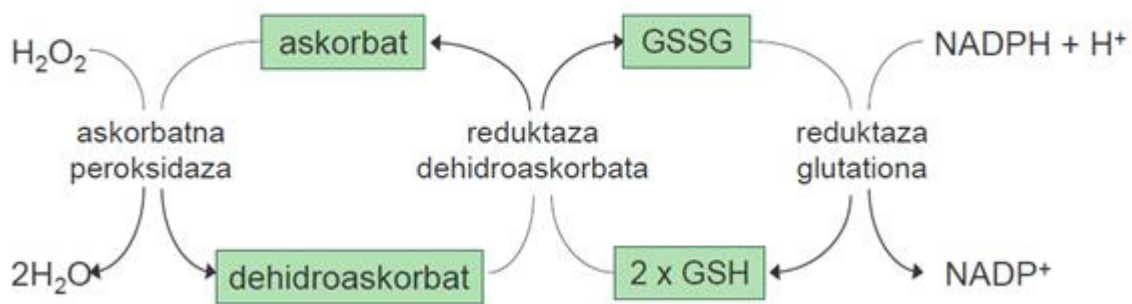 H₂O₂
askorbat
GSSG
NADPH + H⁺
askorbatna
peroksidaza
reduktaza
dehidroaskorbata
reduktaza
glutationa
2H₂O
dehidroaskorbat
2 x GSH
NADP⁺